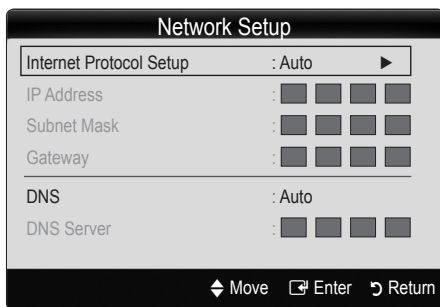 Network Setup
Internet Protocol Setup : Auto ►
IP Address :
Subnet Mask :
Gateway :
DNS : Auto
DNS Server :
Move Enter Return